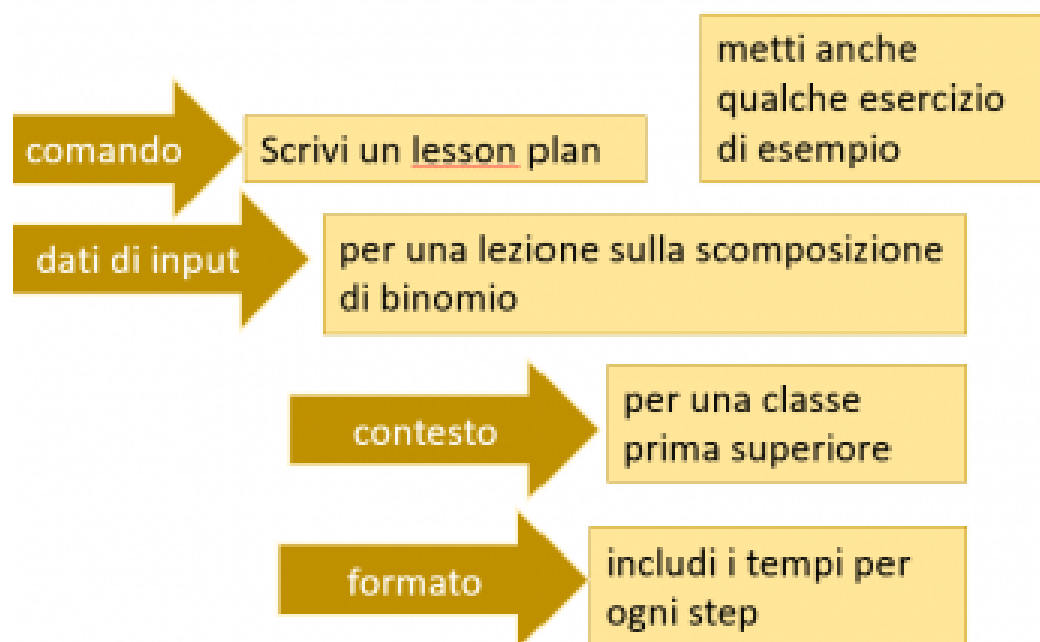 metti anche
qualche esercizio
di esempio
comando
Scrivi un lesson plan
dati di input
per una lezione sulla scomposizione
di binomio
contesto
per una classe
prima superiore
formato
includi i tempi per
ogni step